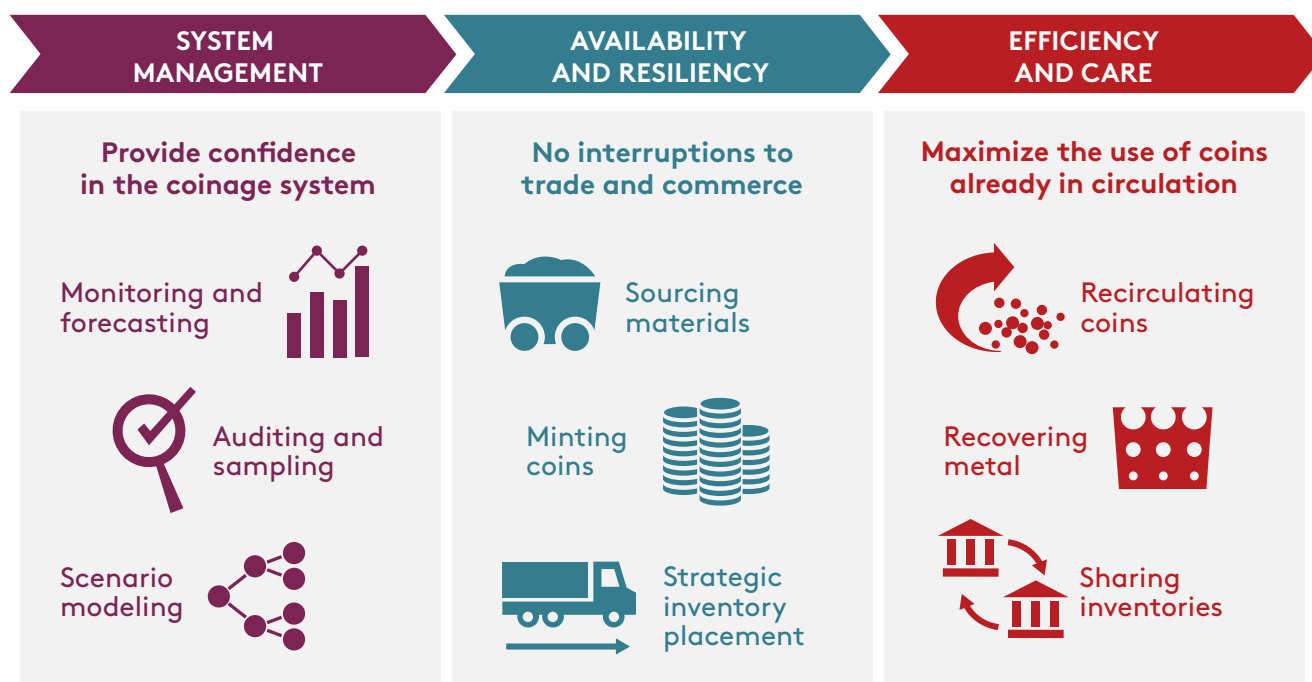 SYSTEM
MANAGEMENT
Provide confidence
in the coinage system
Monitoring and
forecasting
Auditing and
sampling
Scenario
modeling
AVAILABILITY
AND RESILIENCY
No interruptions to
trade and commerce
Sourcing
materials
Minting
coins
Strategic
inventory
placement
EFFICIENCY
AND CARE
Maximize the use of coins
already in circulation
Recirculating
coins
Recovering
metal
Sharing
inventories